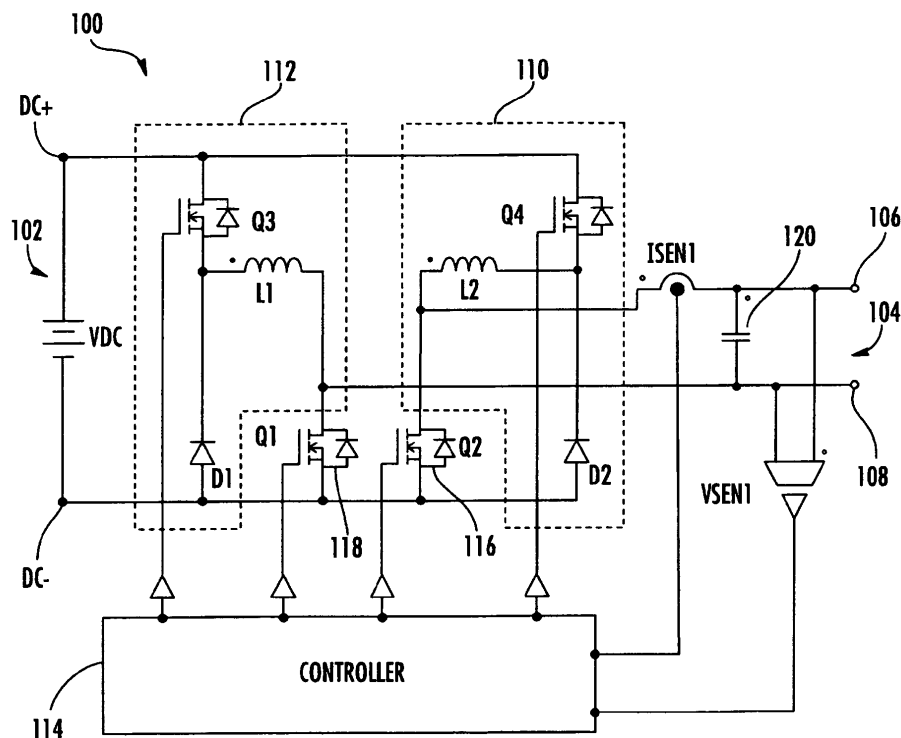 100
112
110
DC+
Q3
Q4
102
ISEN1
120
106
L1
L2
104
VDC
Q1
Q2
108
D1
D2
VSEN1
118
116
DC-
CONTROLLER
114